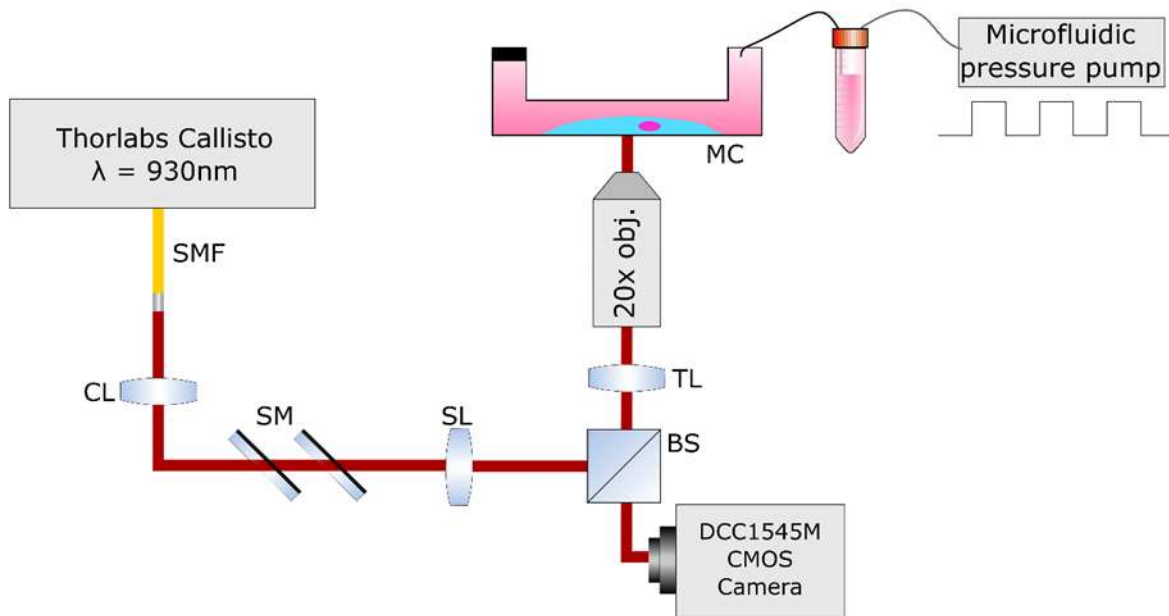 Microfluidic
pressure pump
Thorlabs Callisto
λ = 930nm
MC
SMF
20x obj.
CL
TL
SM
SL
BS
DCC1545M
CMOS
Camera